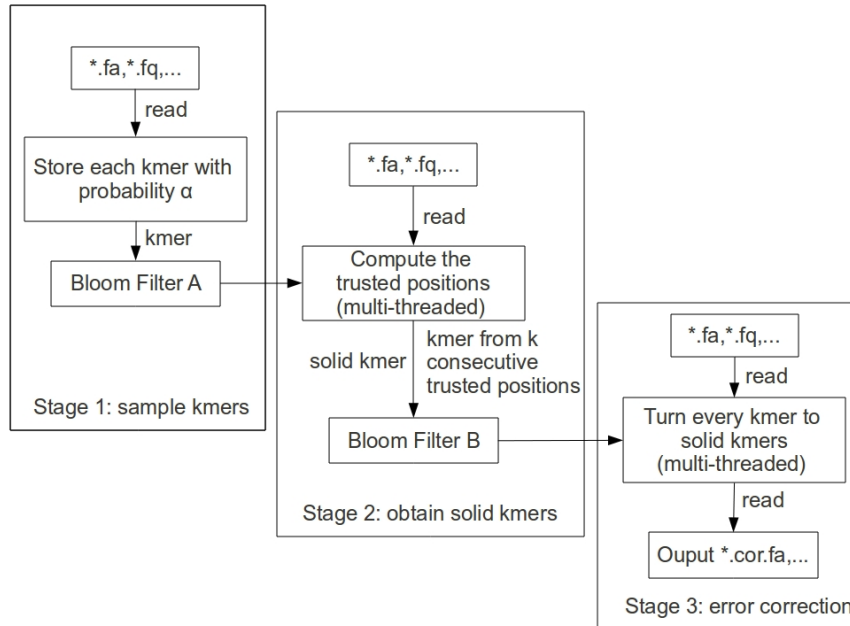 *.fa,*.fq,...
read
Store each kmer with
probability α
kmer
Bloom Filter A
Stage 1: sample kmers
*.fa,*.fq,...
read
Compute the
trusted positions
(multi-threaded)
solid kmer
kmer from k
consecutive
trusted positions
Bloom Filter B
Stage 2: obtain solid kmers
*.fa,*.fq,...
read
Turn every kmer to
solid kmers
(multi-threaded)
read
Ouput *.cor.fa,...
Stage 3: error correction